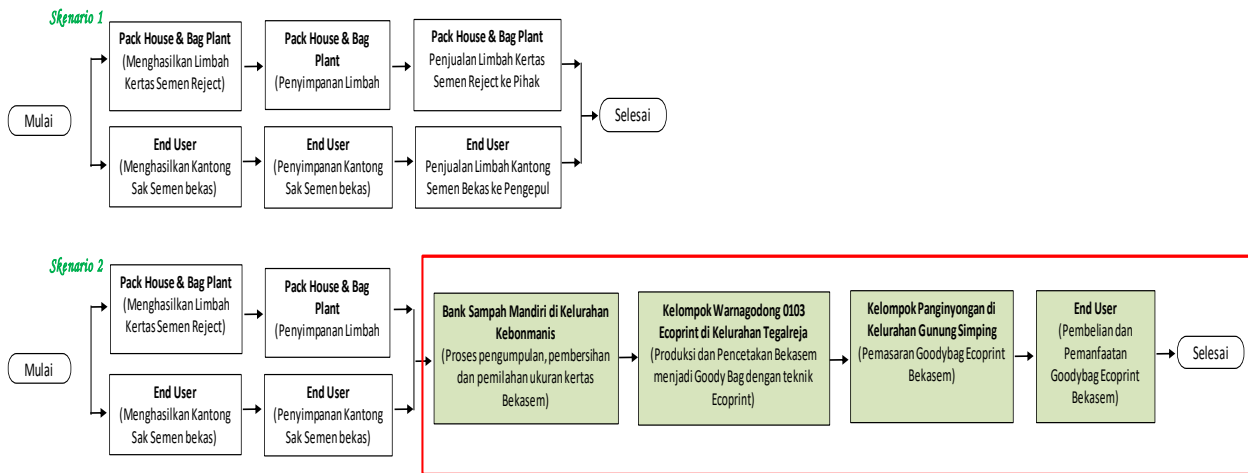 Skenario 1
Mulai
Pack House & Bag Plant
(Menghasilkan Limbah
Kertas Semen Reject)
Pack House & Bag
Plant
(Penyimpanan Limbah
Pack House & Bag Plant
Penjualan Limbah Kertas
Semen Reject ke Pihak
End User
(Menghasilkan Kantong
Sak Semen bekas)
End User
(Penyimpanan Kantong
Sak Semen bekas)
End User
Penjualan Limbah Kantong
Semen Bekas ke Pengepul
Selesai
Skenario 2
Mulai
Pack House & Bag Plant
(Menghasilkan Limbah
Kertas Semen Reject)
Pack House & Bag
Plant
(Penyimpanan Limbah
End User
(Menghasilkan Kantong
Sak Semen bekas)
End User
(Penyimpanan Kantong
Sak Semen bekas)
Bank Sampah Mandiri di Kelurahan
Kebonmanis
(Proses pengumpulan, pembersihan
dan pemilahan ukuran kertas
Bekasem)
Kelompok Warnagodong 0103
Ecoprint di Kelurahan Tegalreja
(Produksi dan Pencetakan Bekasem
menjadi Goody Bag dengan teknik
Ecoprint)
Kelompok Panginyongan di
Kelurahan Gunung Simping
(Pemasaran Goodybag Ecoprint
Bekasem)
End User
(Pembelian dan
Pemanfaatan
Goodybag Ecoprint
Bekasem)
Selesai